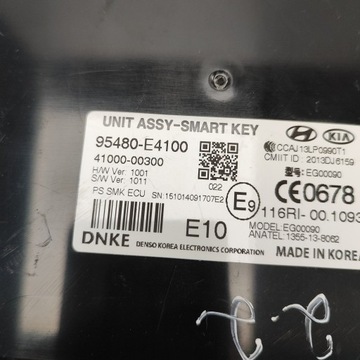 UNIT ASSY-SMART KEY
KIA
95480-E4100
41000-00300
H/W Ver 1001
S/W Ver 1011
PS SMK ECU
SN:151014091707E2
022
CCAJ13LP0990T1
CMIIT ID : 2013DJ6159
MODEL: EG00090
CE0678
E9
116RI- 00.1093
E10
MODEL EG00090
ANATEL: 1355-13-8062
DNKE DENSO KOREA ELECTRONICS CORPORATION
MADE IN KOREA